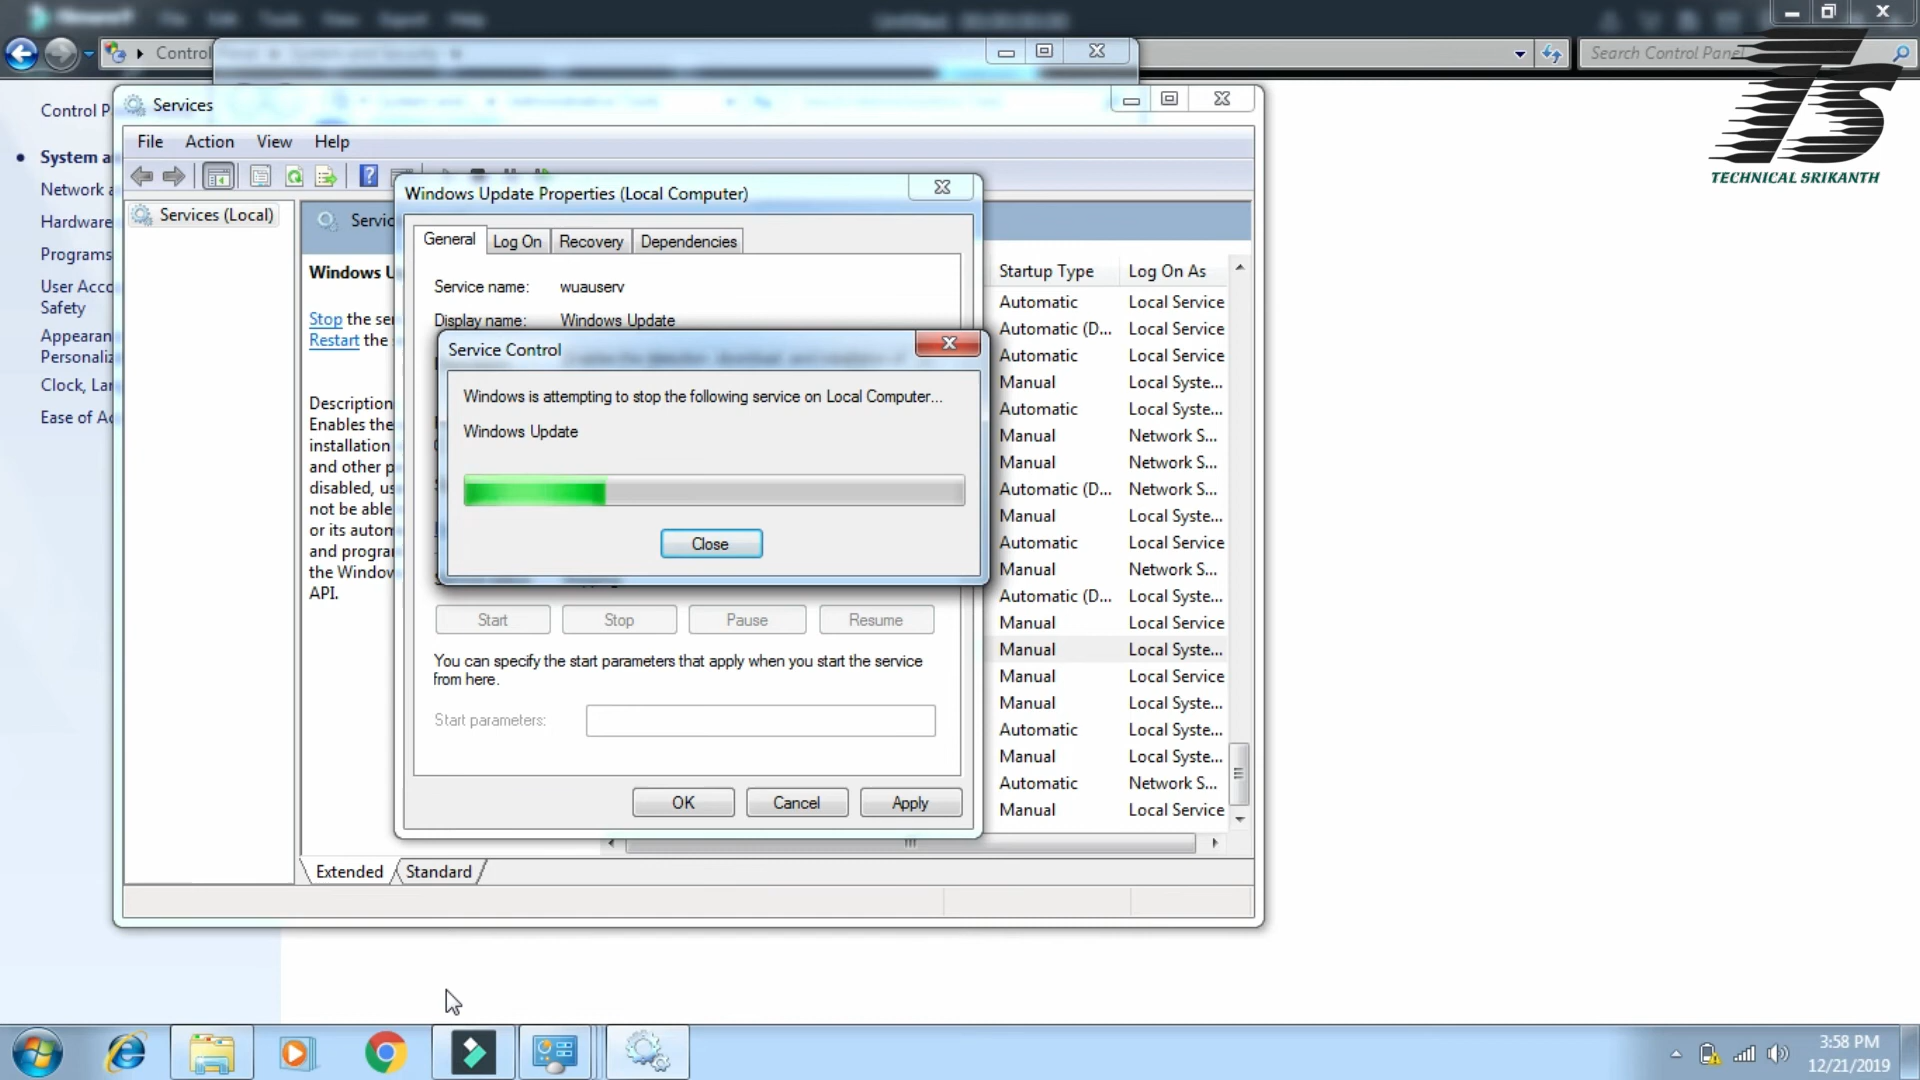 Control
Search Control Panel
TECHNICAL SRIKANTH
Control P
System a
Network a
Hardware
Programs
User Acco
Safety
Appearan
Personaliz
Clock, Lan
Ease of Ac
Services
File Action View Help
Services (Local)
Servic
Windows U
Stop the ser
Restart the
Description
Enables the
installation
and other p
disabled, us
not be able
or its autom
and program
the Window
API.
Windows Update Properties (Local Computer)
General Log On Recovery Dependencies
Service name: wuauserv
Display name: Windows Update
Service Control
Windows is attempting to stop the following service on Local Computer...
Windows Update
Close
Start Stop Pause Resume
You can specify the start parameters that apply when you start the service
from here.
Start parameters:
OK Cancel Apply
Startup Type Log On As
Automatic Local Service
Automatic (D... Local Service
Automatic Local Service
Manual Local Syste...
Automatic Local Syste...
Manual Network S...
Manual Network S...
Automatic (D... Network S...
Manual Local Syste...
Automatic Local Service
Manual Network S...
Automatic (D... Local Syste...
Manual Local Service
Manual Local Syste...
Manual Local Service
Manual Local Syste...
Automatic Local Syste...
Manual Local Syste...
Automatic Network S...
Manual Local Service
Extended Standard
3:58 PM
12/21/2019